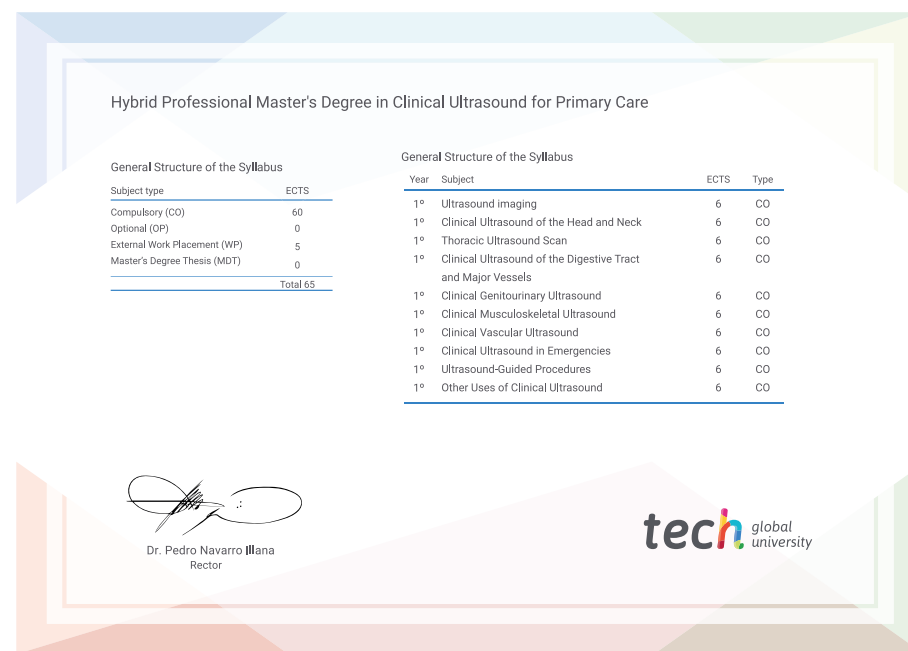 Hybrid Professional Master's Degree in Clinical Ultrasound for Primary Care
General Structure of the Syllabus
Subject type ECTS
Compulsory (CO) 60
Optional (OP) 0
External Work Placement (WP) 5
Master's Degree Thesis (MDT) 0
Total 65
General Structure of the Syllabus
Year Subject ECTS Type
1º Ultrasound imaging 6 CO
1º Clinical Ultrasound of the Head and Neck 6 CO
1º Thoracic Ultrasound Scan 6 CO
1º Clinical Ultrasound of the Digestive Tract 6 CO
and Major Vessels
1º Clinical Genitourinary Ultrasound 6 CO
1º Clinical Musculoskeletal Ultrasound 6 CO
1º Clinical Vascular Ultrasound 6 CO
1º Clinical Ultrasound in Emergencies 6 CO
1º Ultrasound-Guided Procedures 6 CO
1º Other Uses of Clinical Ultrasound 6 CO
Dr. Pedro Navarro Illana
Rector
tech global
university